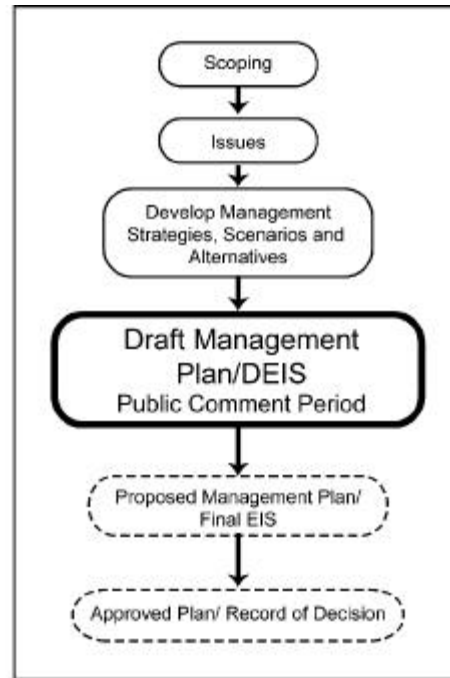 Scoping
Issues
Develop Management
Strategies, Scenarios and
Alternatives
Draft Management
Plan/DEIS
Public Comment Period
Proposed Management Plan/
Final EIS
Approved Plan/ Record of Decision